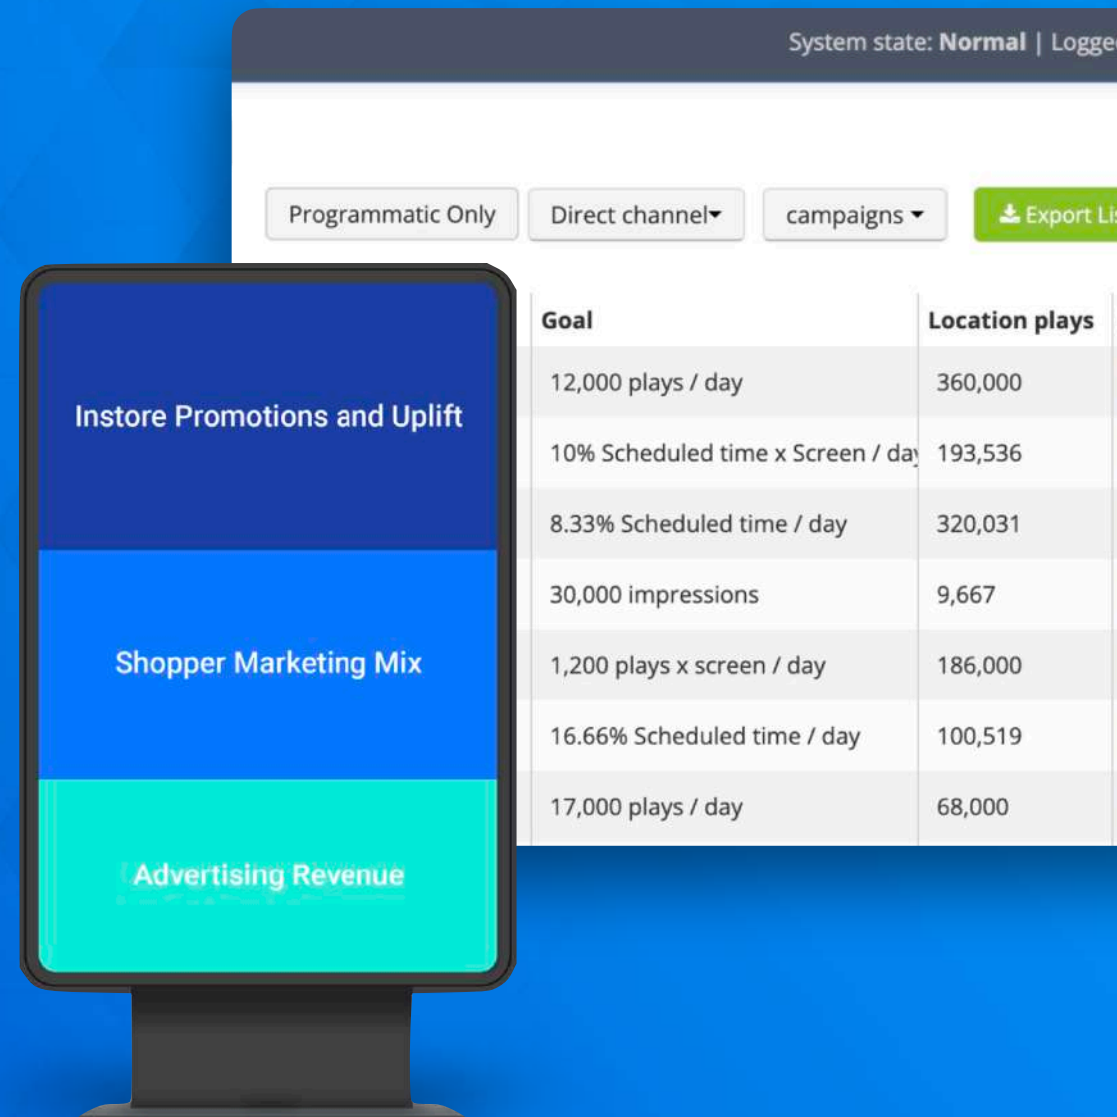 System state: Normal | Logged
Programmatic Only
Direct channel
campaigns
Export Lis
Goal
Location plays
12,000 plays / day
360,000
10% Scheduled time x Screen / day
193,536
8.33% Scheduled time / day
320,031
30,000 impressions
9,667
1,200 plays x screen / day
186,000
16.66% Scheduled time / day
100,519
17,000 plays / day
68,000
Instore Promotions and Uplift
Shopper Marketing Mix
Advertising Revenue